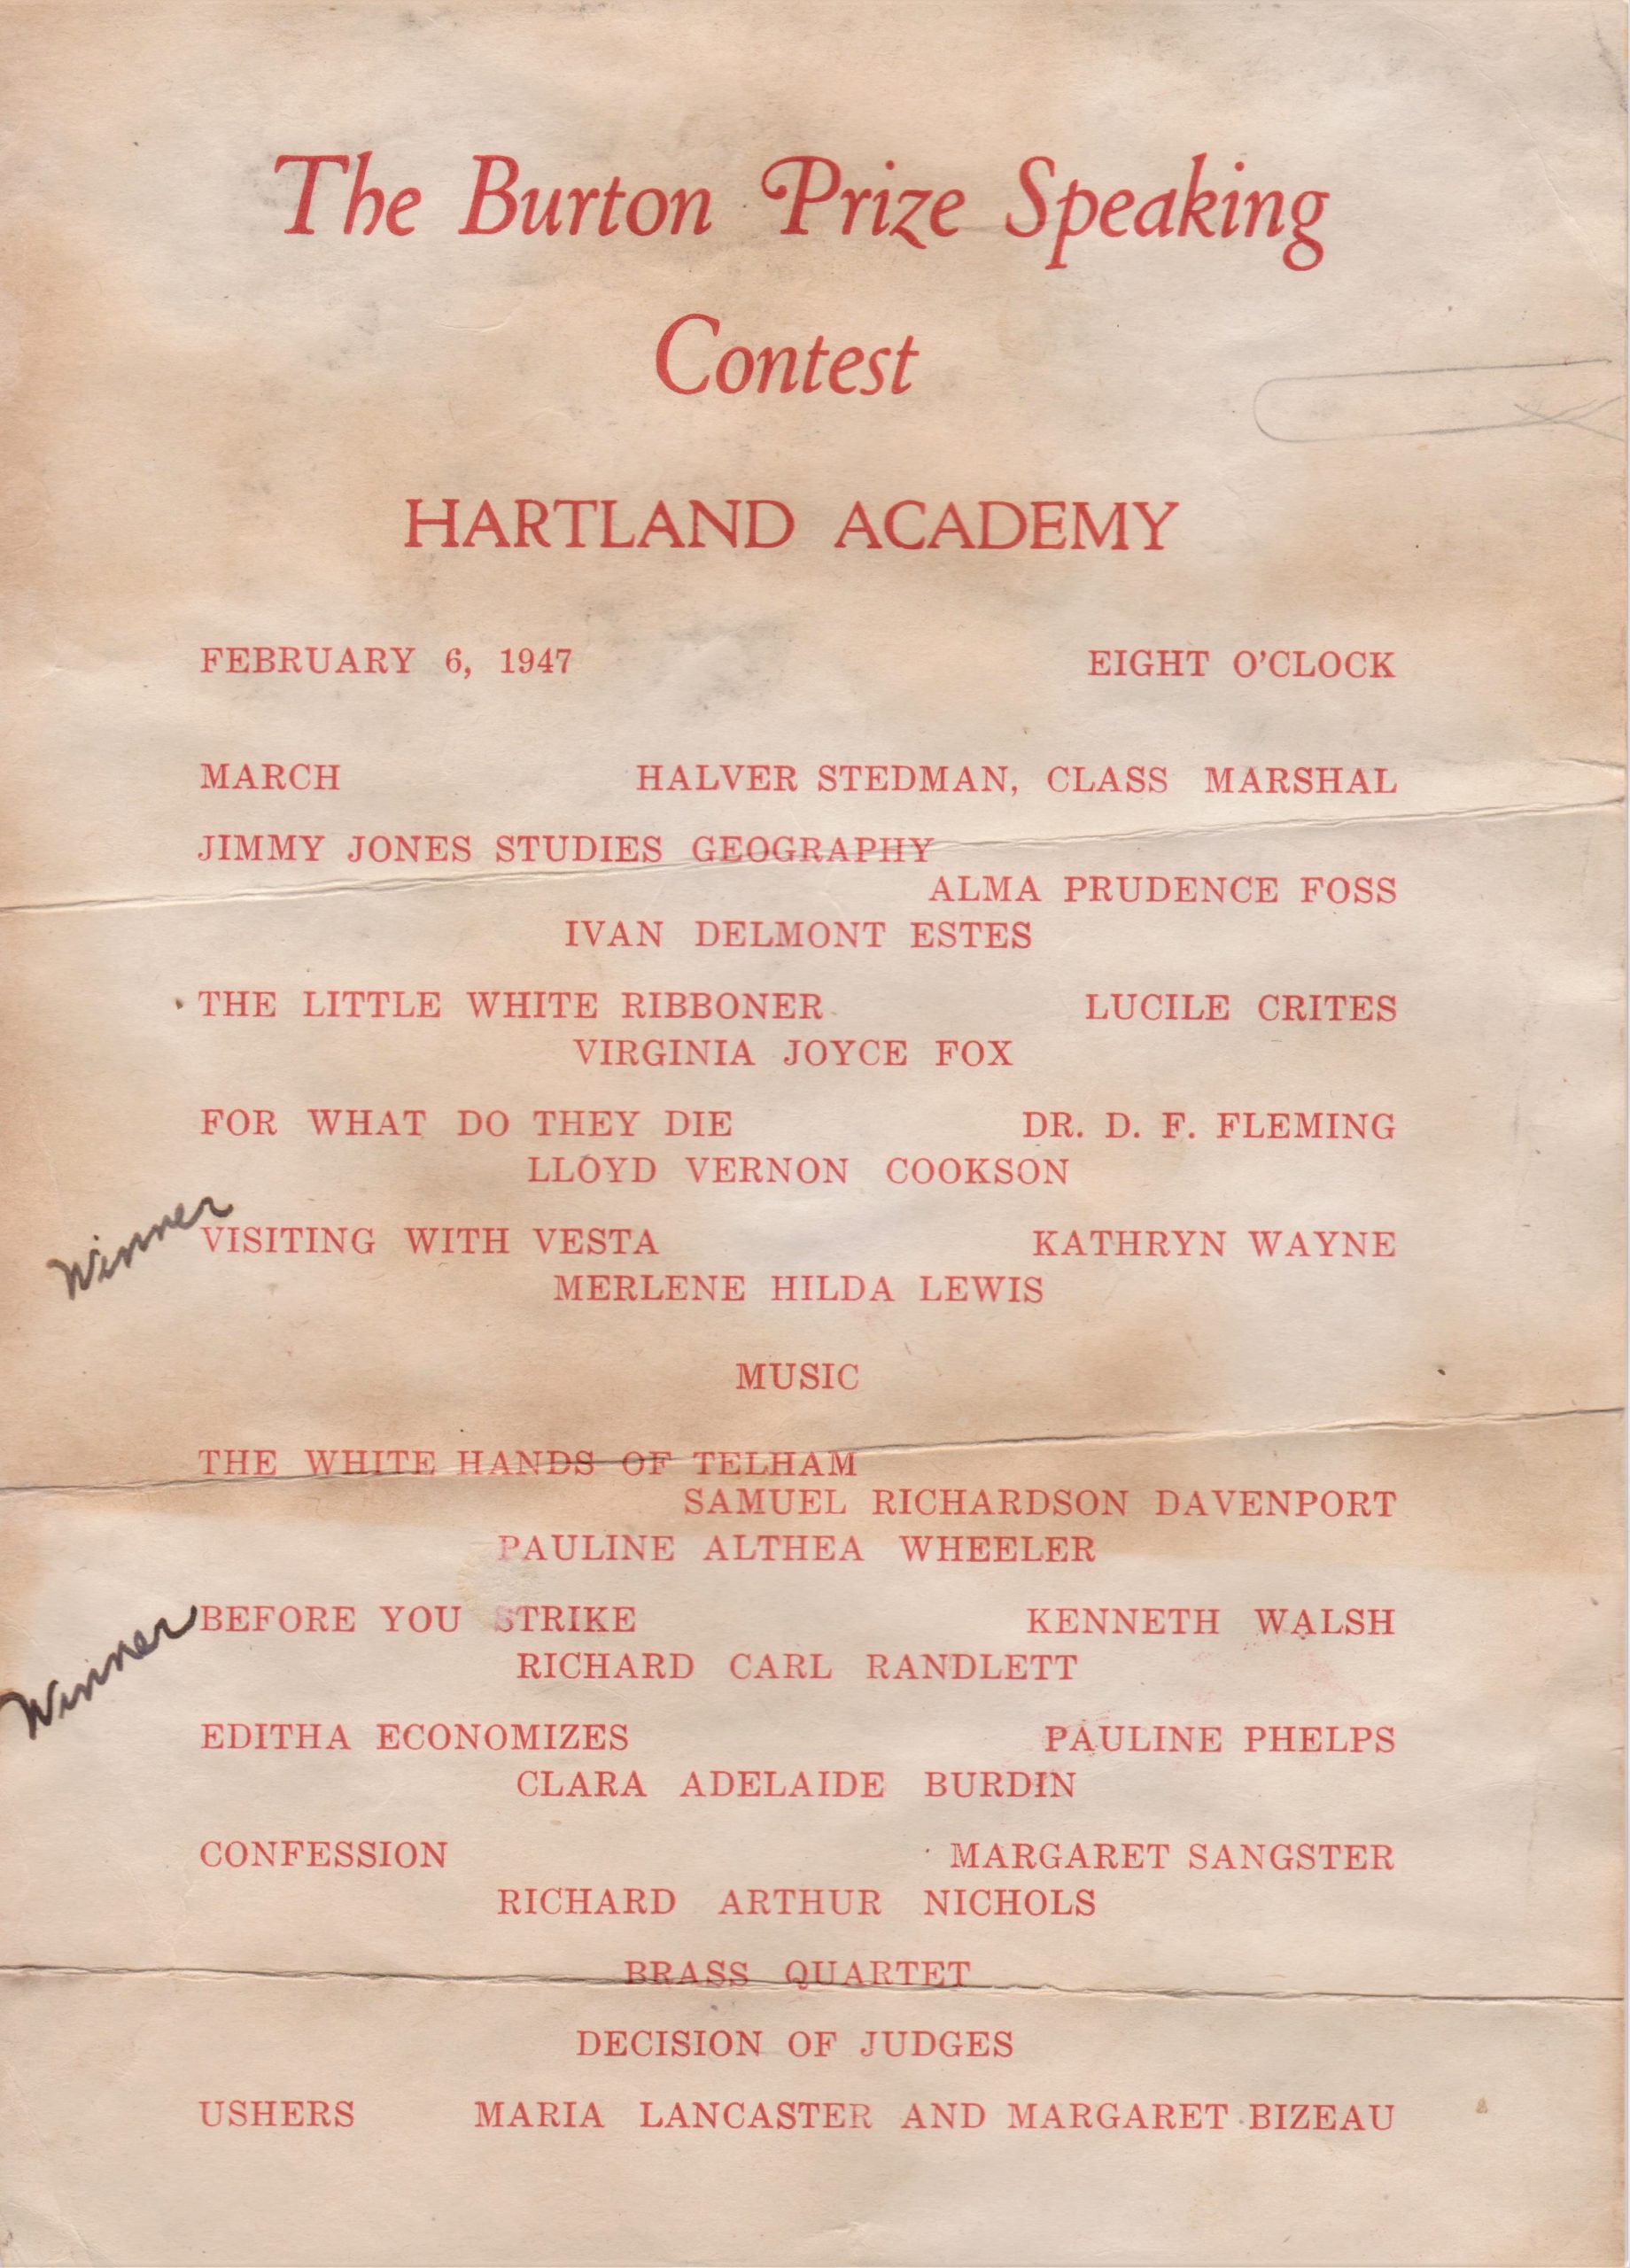 The Burton Prize Speaking
Contest
HARTLAND ACADEMY
FEBRUARY 6, 1947 EIGHT O'CLOCK
MARCH HALVER STEDMAN, CLASS MARSHAL
JIMMY JONES STUDIES GEOGRAPHY
ALMA PRUDENCE FOSS
IVAN DELMONT ESTES
THE LITTLE WHITE RIBBONER LUCILE CRITES
VIRGINIA JOYCE FOX
FOR WHAT DO THEY DIE DR. D. F. FLEMING
LLOYD VERNON COOKSON
Winner
VISITING WITH VESTA KATHRYN WAYNE
MERLENE HILDA LEWIS
MUSIC
THE WHITE HANDS OF TELHAM
SAMUEL RICHARDSON DAVENPORT
PAULINE ALTHEA WHEELER
Winner
BEFORE YOU STRIKE KENNETH WALSH
RICHARD CARL RANDLETT
EDITHA ECONOMIZES PAULINE PHELPS
CLARA ADELAIDE BURDIN
CONFESSION MARGARET SANGSTER
RICHARD ARTHUR NICHOLS
BRASS QUARTET
DECISION OF JUDGES
USHERS MARIA LANCASTER AND MARGARET BIZEAU